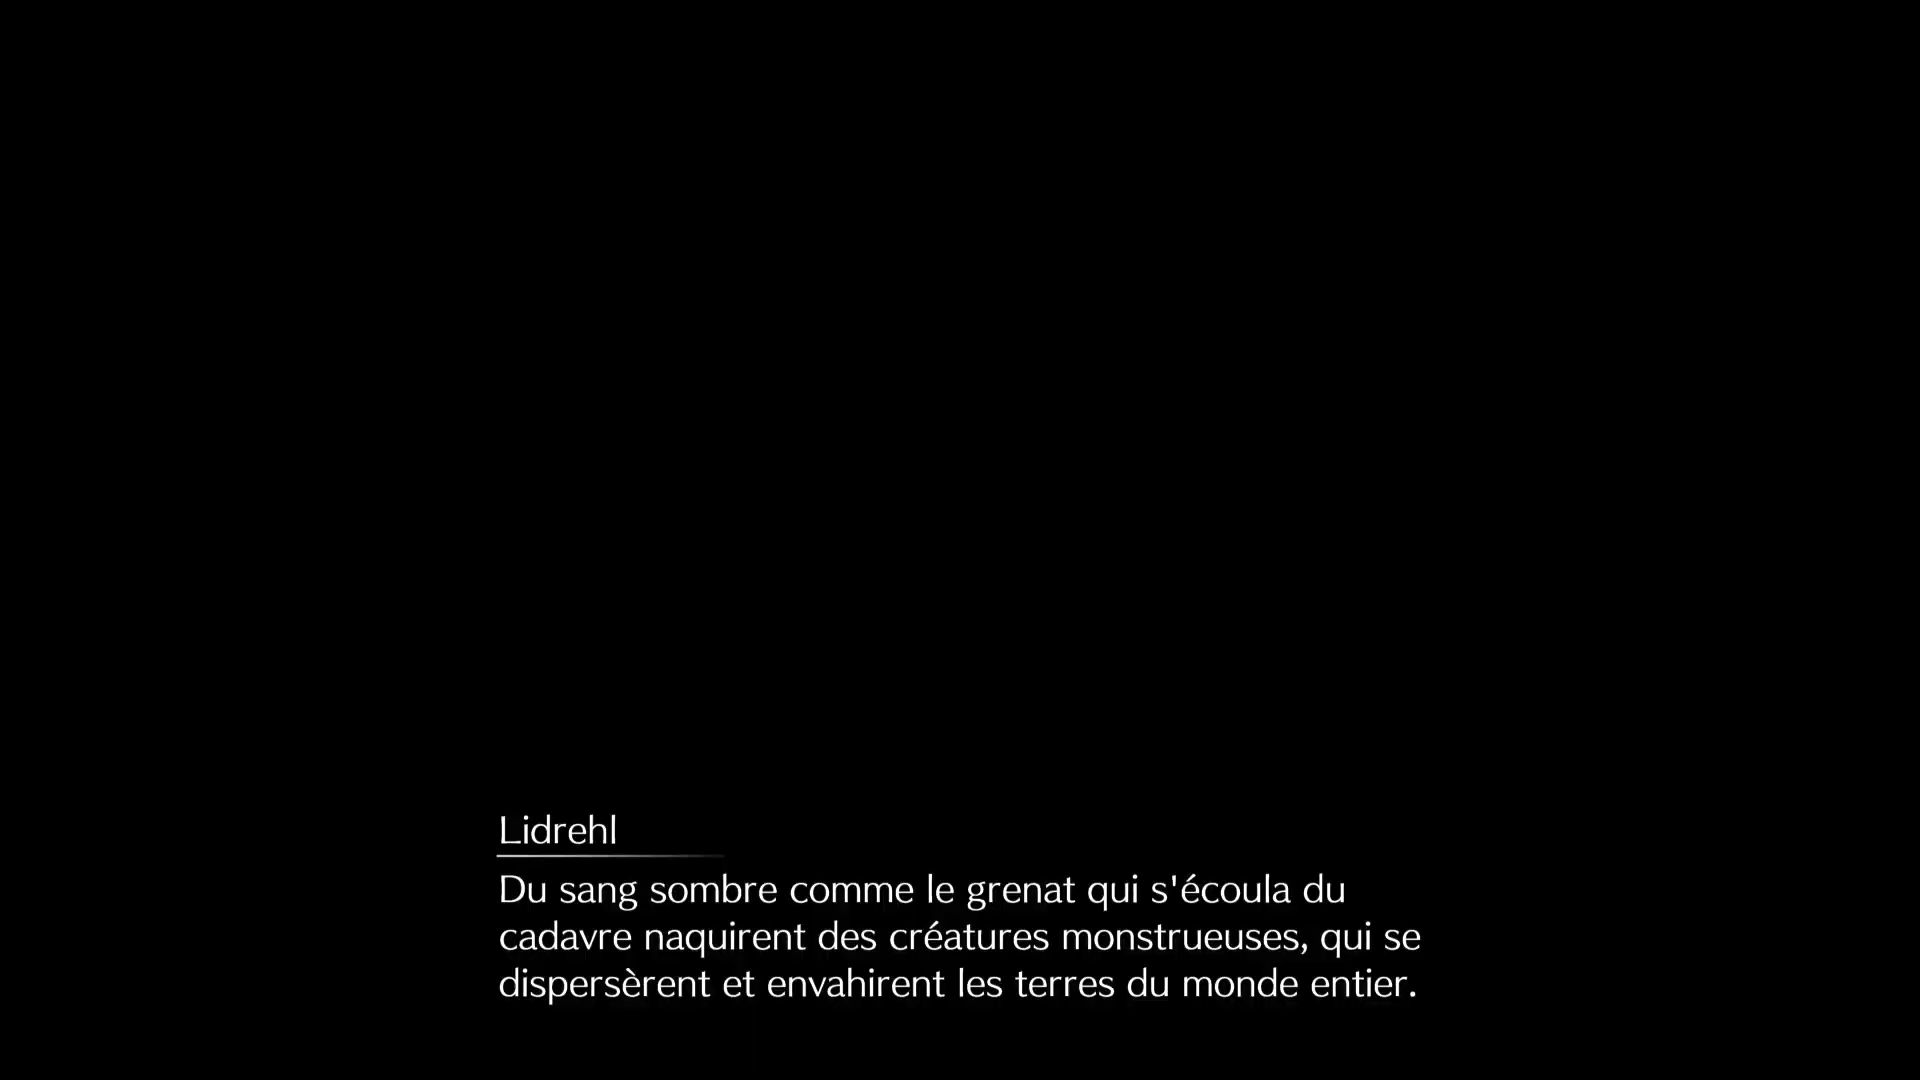 Lidrehl
Du sang sombre comme le grenat qui s'écoula du
cadavre naquirent des créatures monstrueuses, qui se
dispersèrent et envahirent les terres du monde entier.